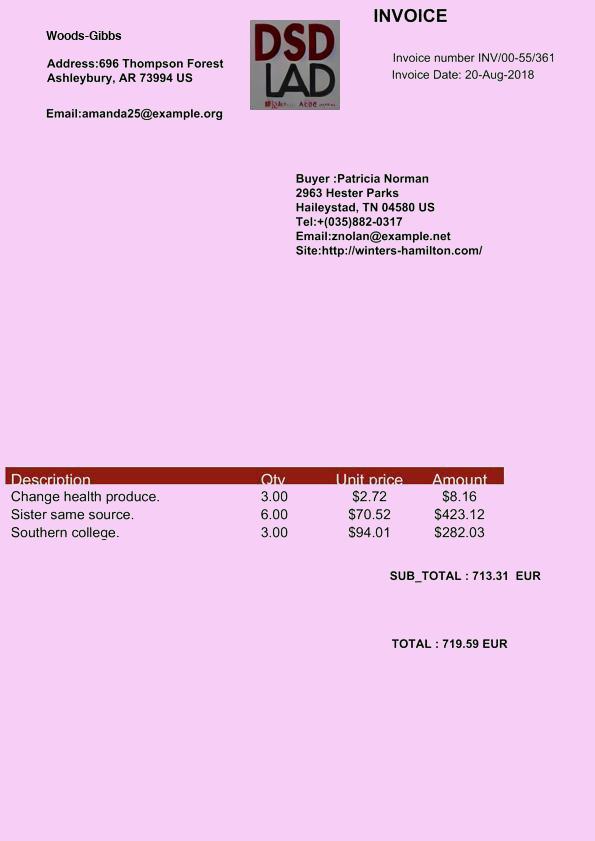 INVOICE
Woods-Gibbs
DSD
LAD
Address:696 Thompson Forest
Ashleybury, AR 73994 US
Invoice number INV/00-55/361
Invoice Date: 20-Aug-2018
Email:amanda25@example.org
Buyer :Patricia Norman
2963 Hester Parks
Haileystad, TN 04580 US
Tel:+(035)882-0317
Email:znolan@example.net
Site:http://winters-hamilton.com/
Description Qty Unit price Amount
Change health produce. 3.00 $2.72 $8.16
Sister same source. 6.00 $70.52 $423.12
Southern college. 3.00 $94.01 $282.03
SUB_TOTAL : 713.31 EUR
TOTAL : 719.59 EUR